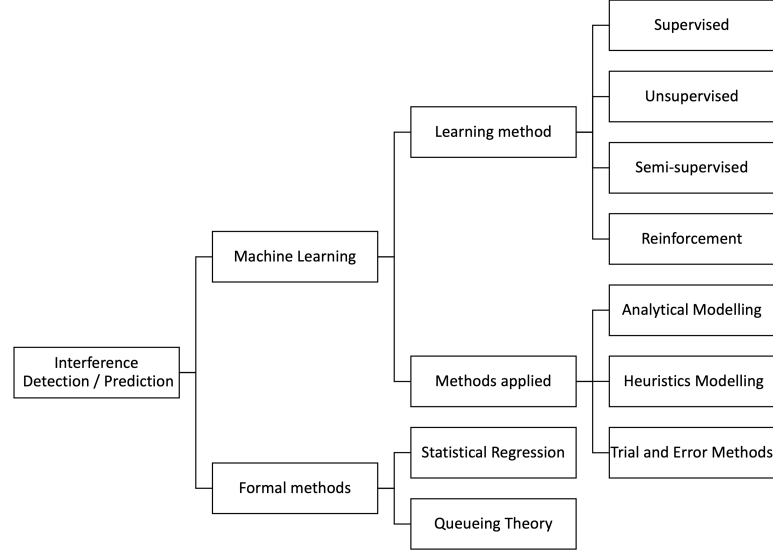 Supervised
Unsupervised
Learning method
Semi-supervised
Reinforcement
Machine Learning
Analytical Modelling
Interference
Detection / Prediction
Methods applied
Heuristics Modelling
Statistical Regression
Trial and Error Methods
Formal methods
Queueing Theory